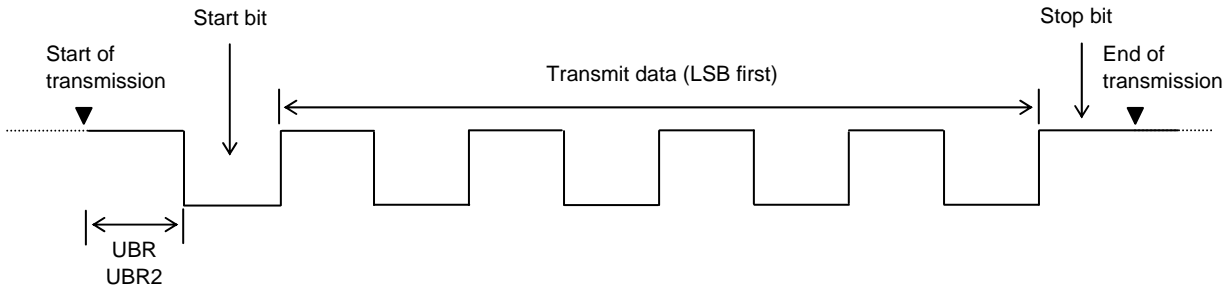 Start bit
Stop bit
Start of
transmission
Transmit data (LSB first)
End of
transmission
UBR
UBR2